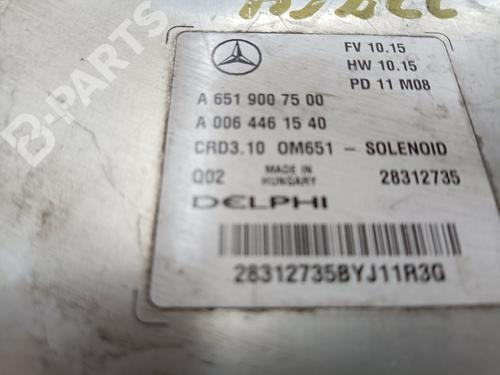 FV 10.15
HW 10.15
PD 11 M08
A 651 900 75 00
A 006 446 15 40
CRD3.10 OM651 - SOLENOID
Q02 MADE IN HUNGARY 28312735
DELPHI
28312735BYJ11R3G
B-PARTS